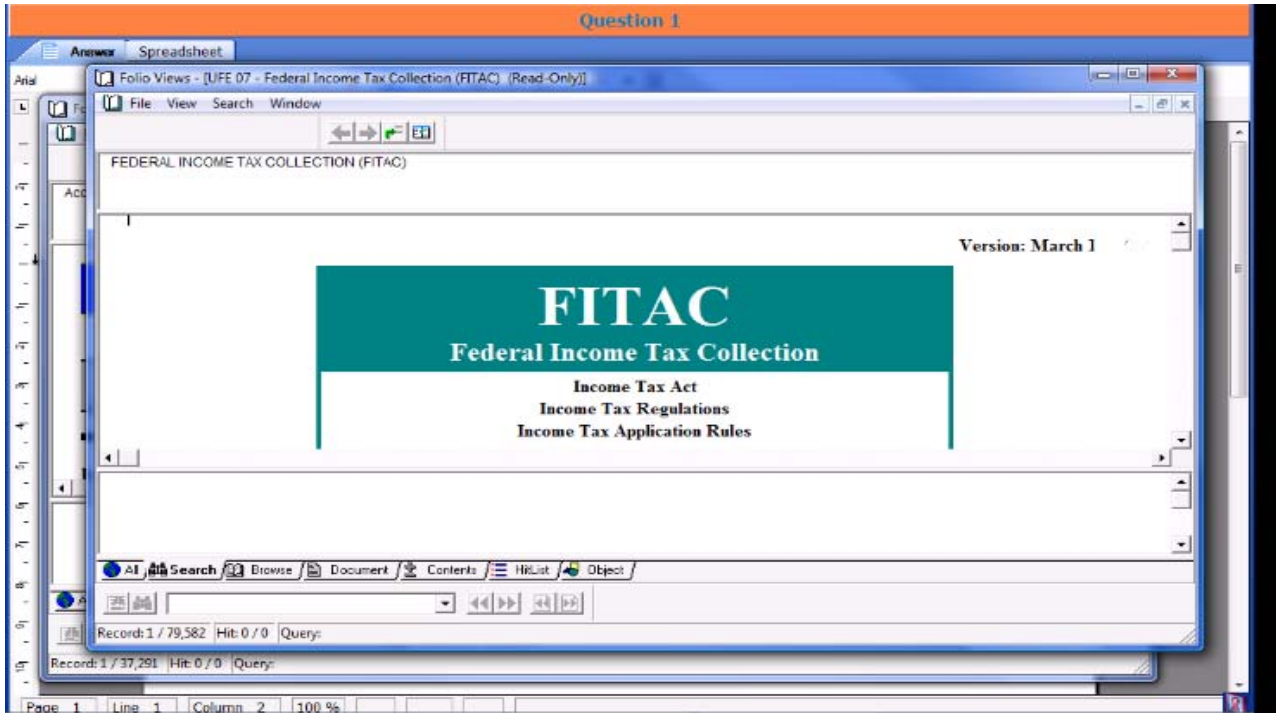 Question 1
Answer Spreadsheet
Arial
Folio Views - [UFE 07 - Federal Income Tax Collection (FITAC) (Read-Only)]
File View Search Window
FEDERAL INCOME TAX COLLECTION (FITAC)
Acc
Version: March 1
FITAC
Federal Income Tax Collection
Income Tax Act
Income Tax Regulations
Income Tax Application Rules
All Search Browse Document Contents HitList Object
Record: 1 / 79,582 Hit: 0 / 0 Query:
Record: 1 / 37,291 Hit: 0 / 0 Query:
Page 1 Line 1 Column 2 100 %